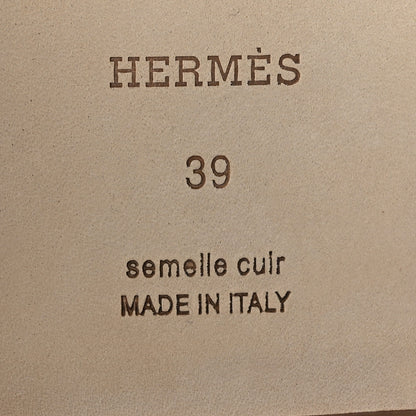 HERMÈS
39
semelle cuir
MADE IN ITALY